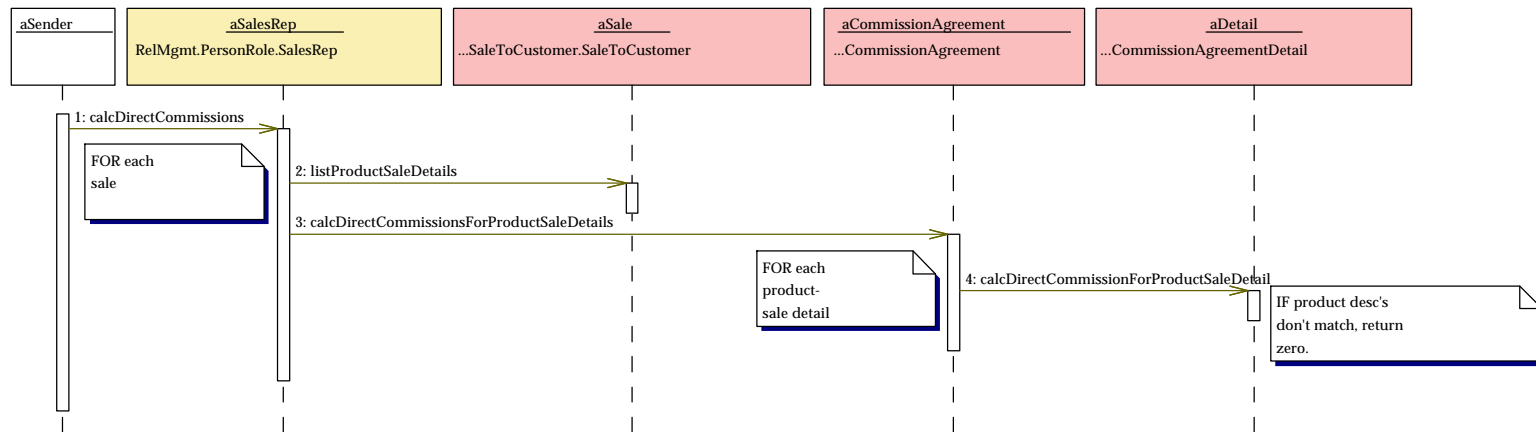 aSender
aSalesRep
RelMgmt.PersonRole.SalesRep
aSale
...SaleToCustomer.SaleToCustomer
aCommissionAgreement
...CommissionAgreement
aDetail
...CommissionAgreementDetail
1: calcDirectCommissions
FOR each
sale
2: listProductSaleDetails
3: calcDirectCommissionsForProductSaleDetails
FOR each
product-
sale detail
4: calcDirectCommissionForProductSaleDetail
IF product desc's
don't match, return
zero.